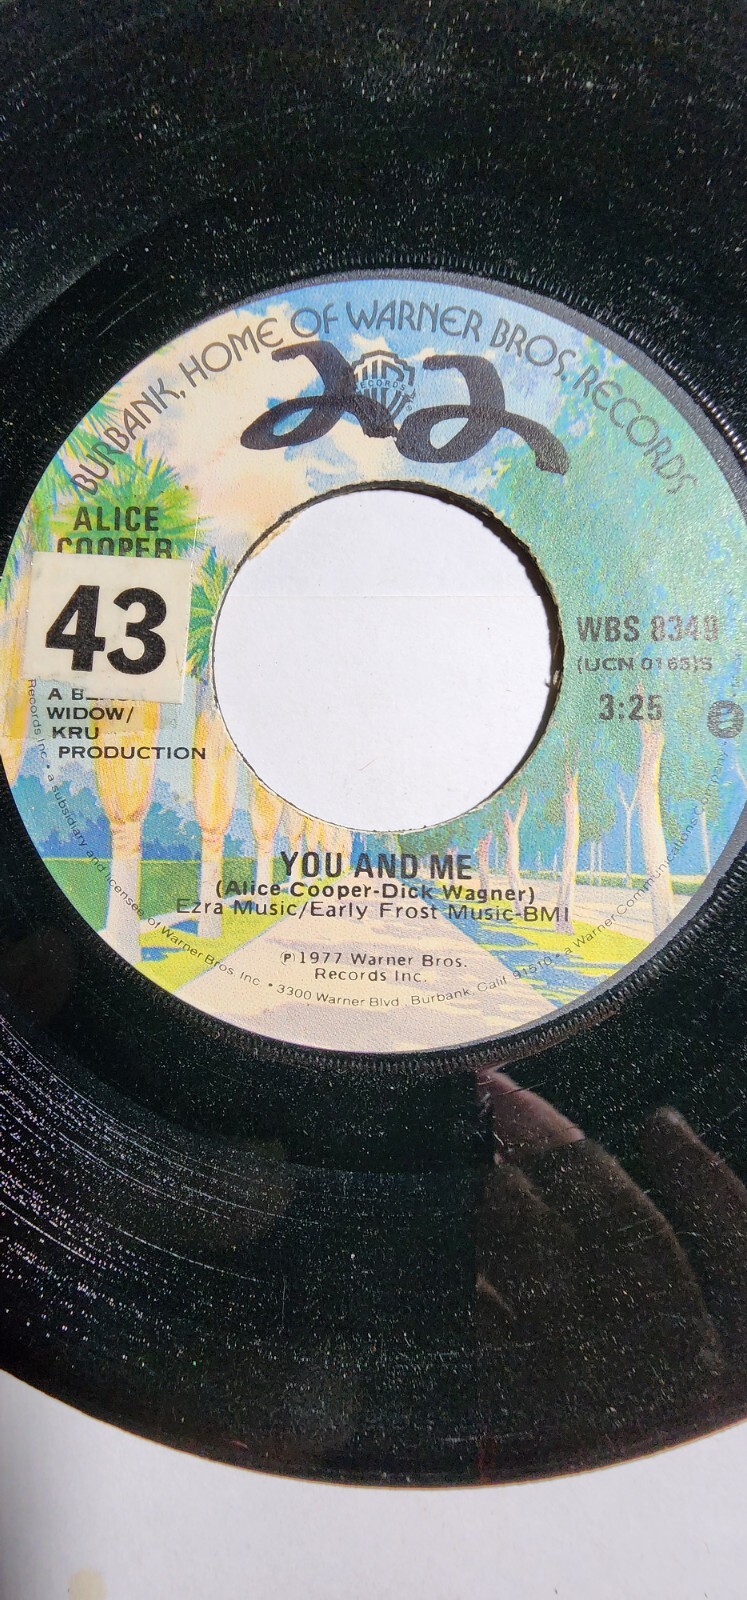 BURBANK, HOME OF WARNER BROS. RECORDS
22
RECORDS
ALICE
COOPER
43
A
WIDOW/
KRU
PRODUCTION
WBS 8349
(UCN 0165)S
3:25
YOU AND ME
(Alice Cooper-Dick Wagner)
Ezra Music/Early Frost Music-BMI
℗1977 Warner Bros.
Records Inc.
Records Inc. • a subsidiary and licensee of Warner Bros. Inc. • 3300 Warner Blvd., Burbank, Calif. 91510 • a Warner Communications Company